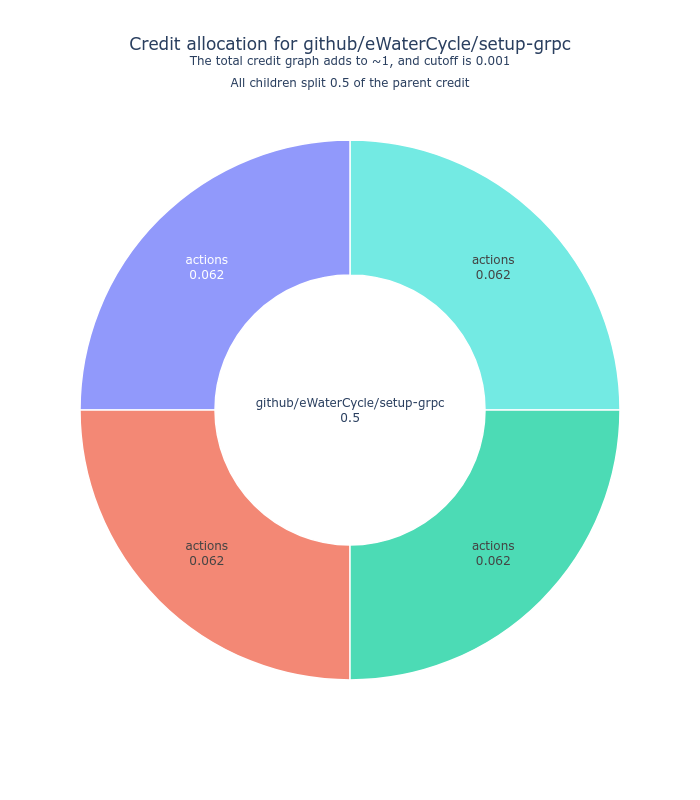 Credit allocation for github/eWaterCycle/setup-grpc
The total credit graph adds to ~1, and cutoff is 0.001
All children split 0.5 of the parent credit
actions
0.062
actions
0.062
github/eWaterCycle/setup-grpc
0.5
actions
0.062
actions
0.062